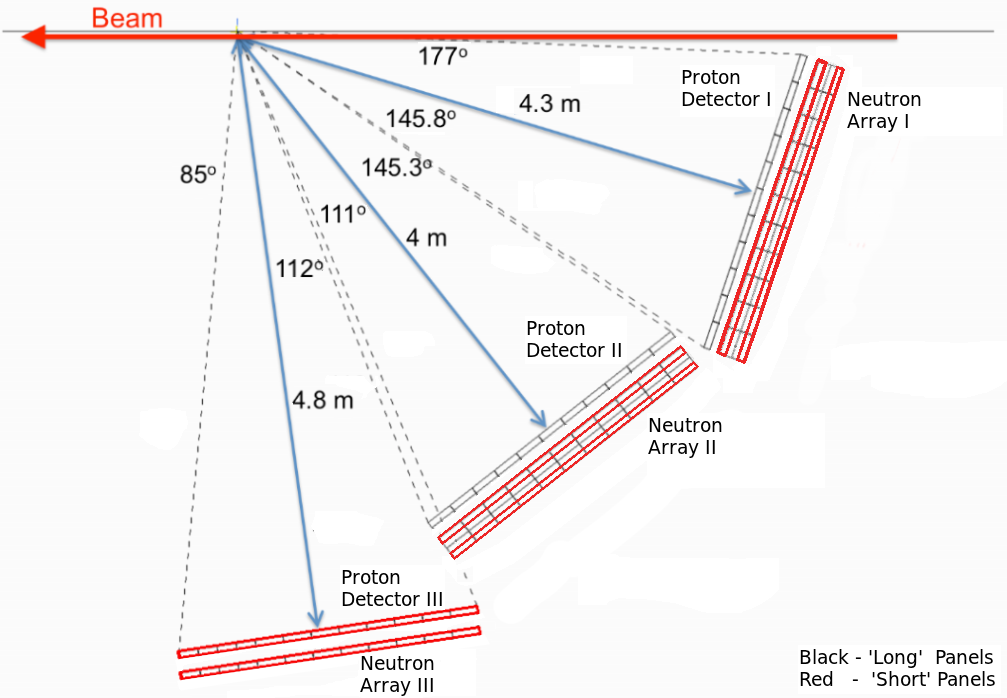 Beam
177°
Proton
Detector I
4.3 m
Neutron
Array I
145.8°
145.3°
85°
111°
4 m
112°
Proton
Detector II
4.8 m
Neutron
Array II
Proton
Detector III
Neutron
Array III
Black - 'Long' Panels
Red - 'Short' Panels